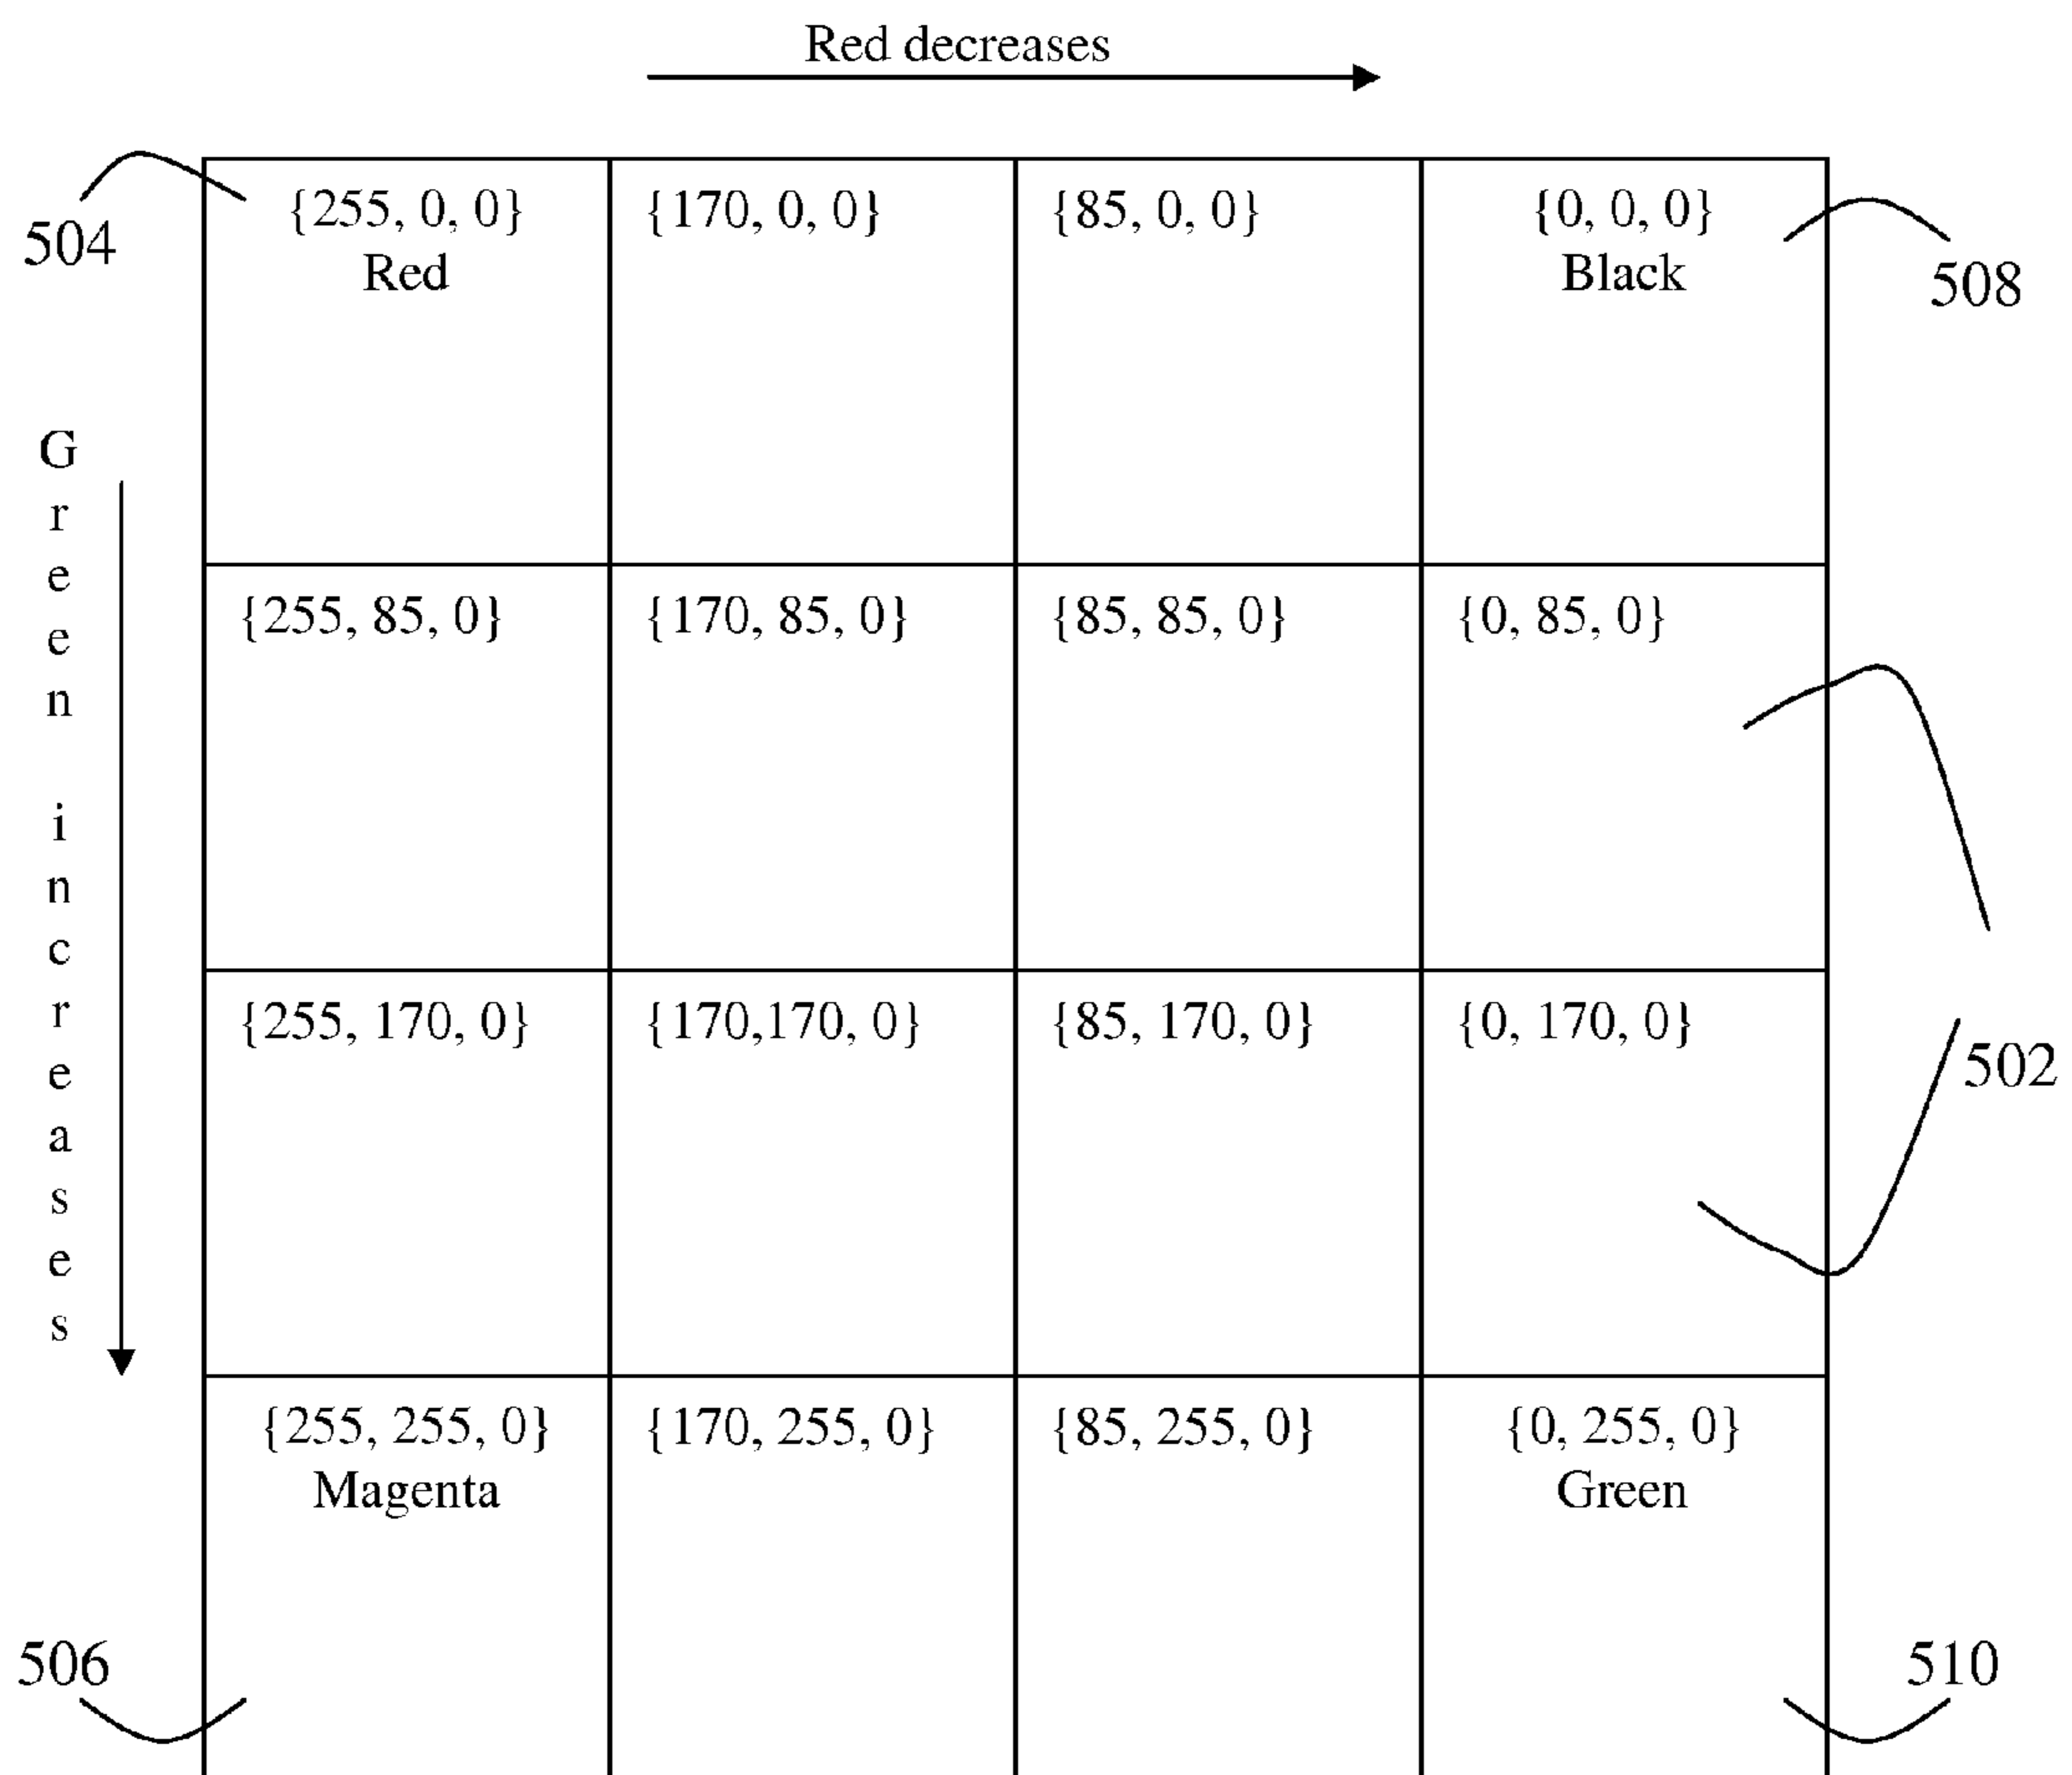 Red decreases
504
{255, 0, 0}
Red
{170, 0, 0}
{85, 0, 0}
{0, 0, 0}
Black
508
Green increases
{255, 85, 0}
{170, 85, 0}
{85, 85, 0}
{0, 85, 0}
{255, 170, 0}
{170,170, 0}
{85, 170, 0}
{0, 170, 0}
502
{255, 255, 0}
Magenta
{170, 255, 0}
{85, 255, 0}
{0, 255, 0}
Green
506
510